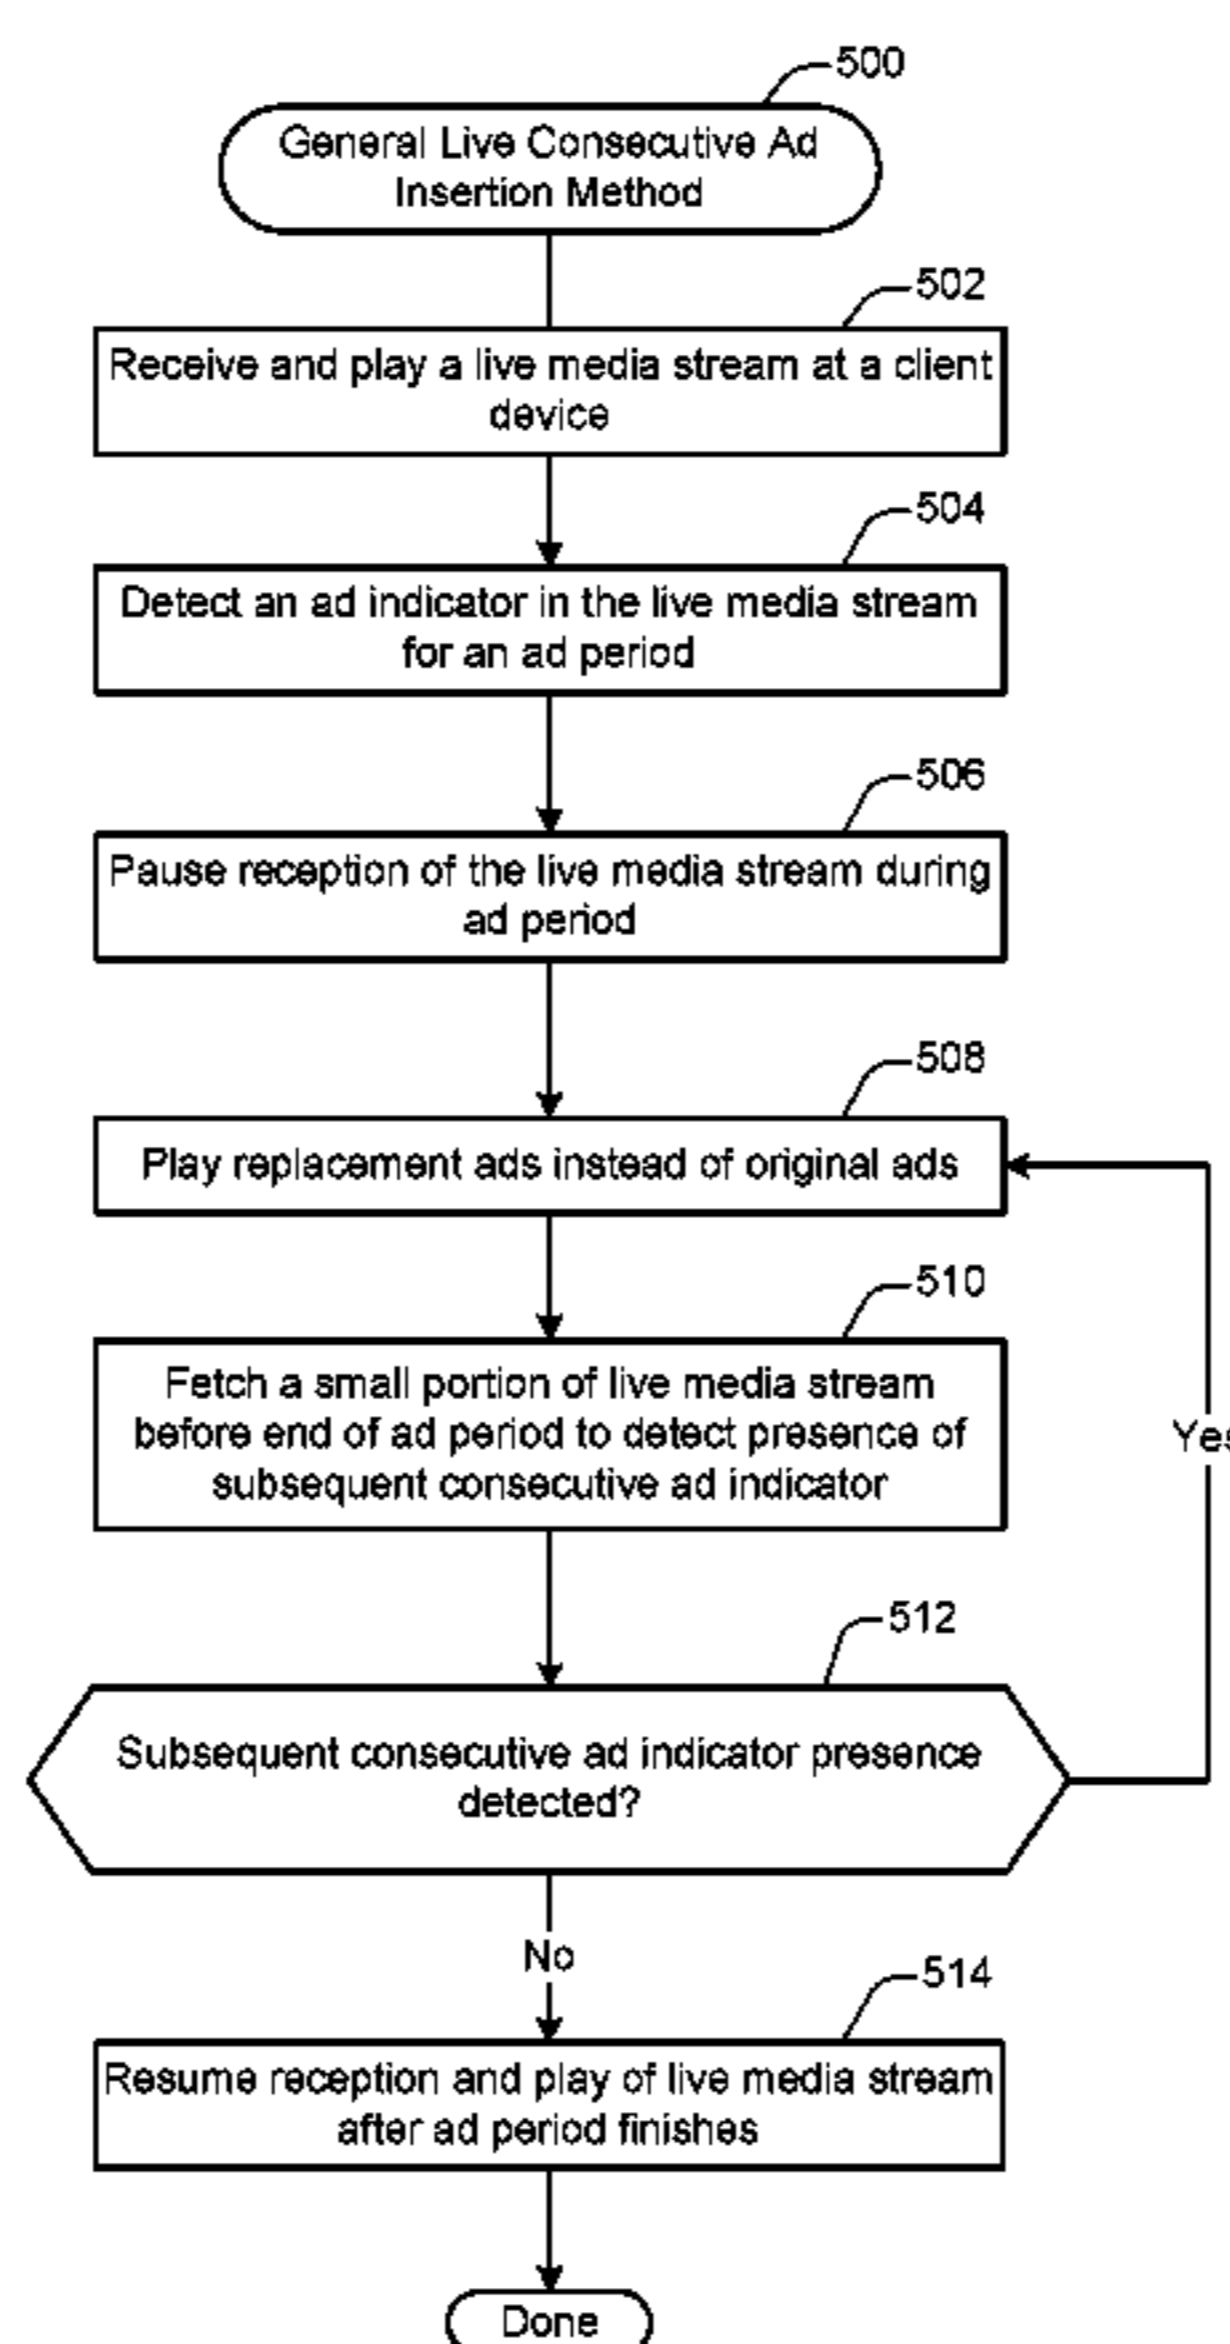 500
General Live Consecutive Ad
Insertion Method
502
Receive and play a live media stream at a client
device
504
Detect an ad indicator in the live media stream
for an ad period
506
Pause reception of the live media stream during
ad period
508
Play replacement ads instead of original ads
510
Fetch a small portion of live media stream
before end of ad period to detect presence of
subsequent consecutive ad indicator
Yes
512
Subsequent consecutive ad indicator presence
detected?
No
514
Resume reception and play of live media stream
after ad period finishes
Done